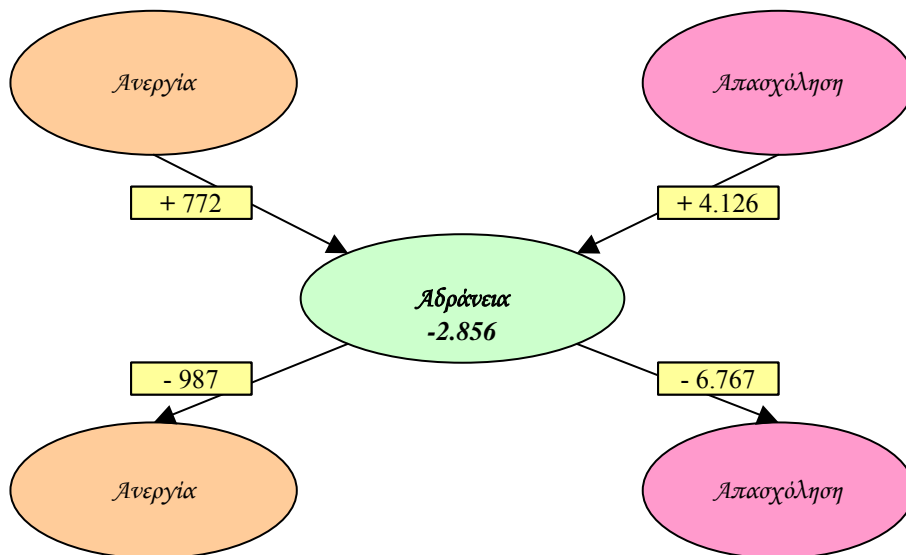 Ανεργία
Απασχόληση
+ 772
+ 4.126
Αδράνεια
-2.856
- 987
- 6.767
Ανεργία
Απασχόληση